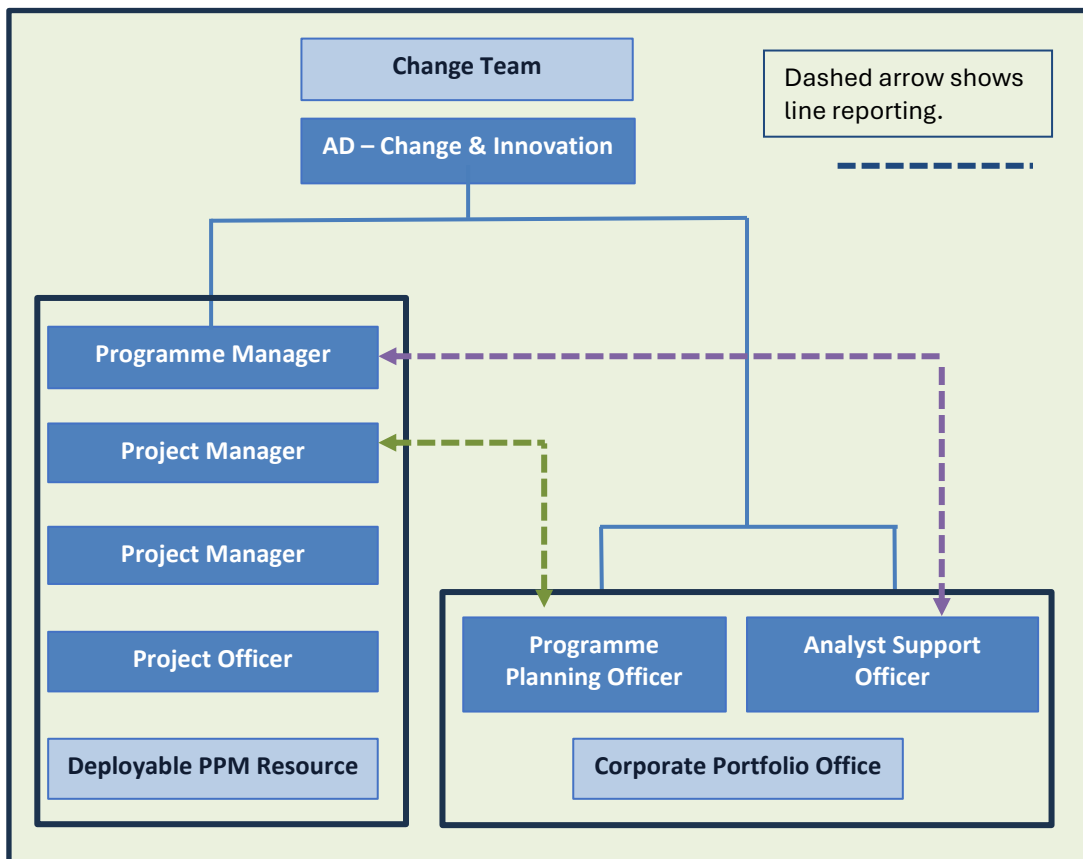 Change Team
Dashed arrow shows
line reporting.
AD – Change & Innovation
Programme Manager
Project Manager
Project Manager
Project Officer
Deployable PPM Resource
Programme
Planning Officer
Analyst Support
Officer
Corporate Portfolio Office